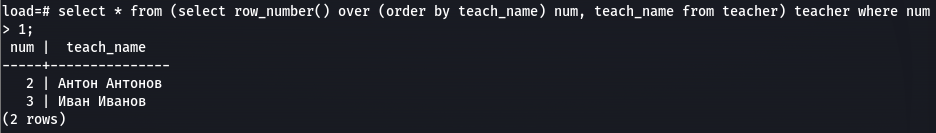 load=# select * from (select row_number() over (order by teach_name) num, teach_name from teacher) teacher where num
> 1;
 num |  teach_name
-----+---------------
   2 | Антон Антонов
   3 | Иван Иванов
(2 rows)